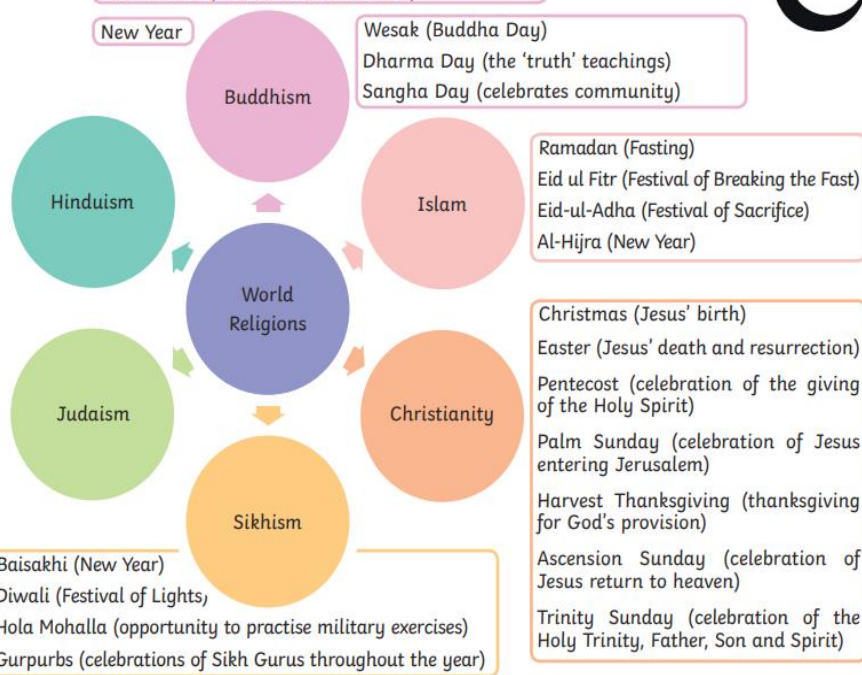 New Year
Buddhism
Wesak (Buddha Day)
Dharma Day (the ‘truth’ teachings)
Sangha Day (celebrates community)
Hinduism
Islam
Ramadan (Fasting)
Eid ul Fitr (Festival of Breaking the Fast)
Eid-ul-Adha (Festival of Sacrifice)
Al-Hijra (New Year)
World
Religions
Judaism
Christianity
Christmas (Jesus’ birth)
Easter (Jesus’ death and resurrection)
Pentecost (celebration of the giving
of the Holy Spirit)
Palm Sunday (celebration of Jesus
entering Jerusalem)
Harvest Thanksgiving (thanksgiving
for God’s provision)
Ascension Sunday (celebration of
Jesus return to heaven)
Trinity Sunday (celebration of the
Holy Trinity, Father, Son and Spirit)
Sikhism
Baisakhi (New Year)
Diwali (Festival of Lights)
Hola Mohalla (opportunity to practise military exercises)
Gurpurbs (celebrations of Sikh Gurus throughout the year)